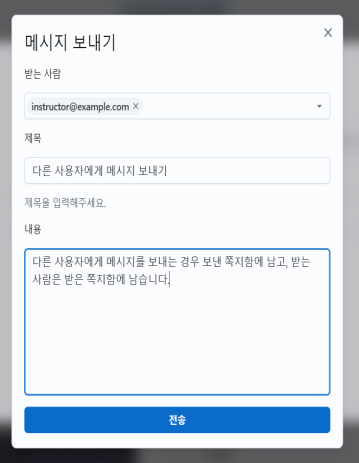 메시지 보내기
받는 사람
instructor@example.com
제목
다른 사용자에게 메시지 보내기
제목을 입력해주세요.
내용
다른 사용자에게 메시지를 보내는 경우 보낸 쪽지함에 남고, 받는
사람은 받은 쪽지함에 남습니다.
전송